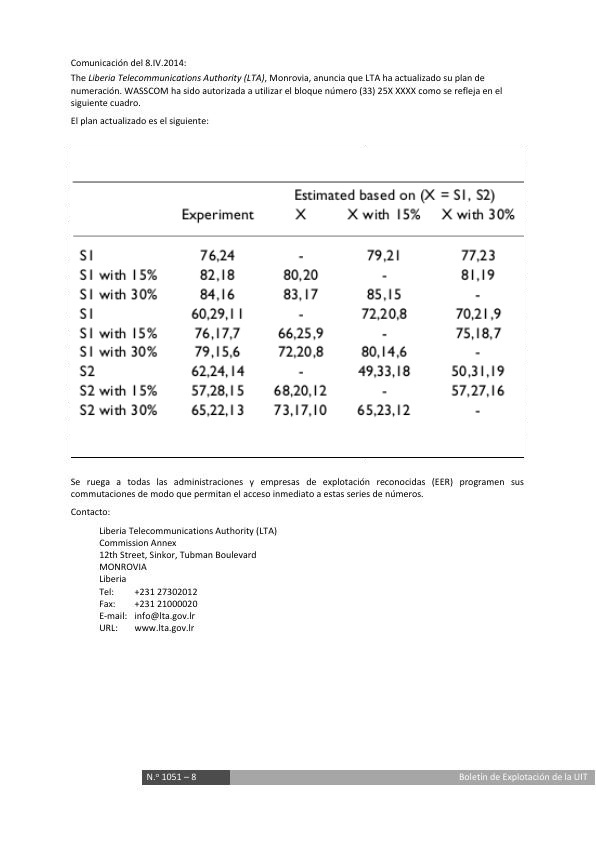 Comunicación del 8.IV.2014:
The Liberia Telecommunications Authority (LTA), Monrovia, anuncia que LTA ha actualizado su plan de
numeración. WASSCOM ha sido autorizada a utilizar el bloque número (33) 25X XXXX como se refleja en el
siguiente cuadro.
El plan actualizado es el siguiente:
Estimated based on (X = S1, S2)
Experiment X X with 15% X with 30%
S1 76,24 - 79,21 77,23
S1 with 15% 82,18 80,20 - 81,19
S1 with 30% 84,16 83,17 85,15 -
S1 60,29,11 - 72,20,8 70,21,9
S1 with 15% 76,17,7 66,25,9 - 75,18,7
S1 with 30% 79,15,6 72,20,8 80,14,6 -
S2 62,24,14 - 49,33,18 50,31,19
S2 with 15% 57,28,15 68,20,12 - 57,27,16
S2 with 30% 65,22,13 73,17,10 65,23,12 -
Se ruega a todas las administraciones y empresas de explotación reconocidas (EER) programen sus
conmutaciones de modo que permitan el acceso inmediato a estas series de números.
Contacto:
Liberia Telecommunications Authority (LTA)
Commission Annex
12th Street, Sinkor, Tubman Boulevard
MONROVIA
Liberia
Tel: +231 27302012
Fax: +231 21000020
E-mail: info@lta.gov.lr
URL: www.lta.gov.lr
N.º 1051 – 8 Boletín de Explotación de la UIT